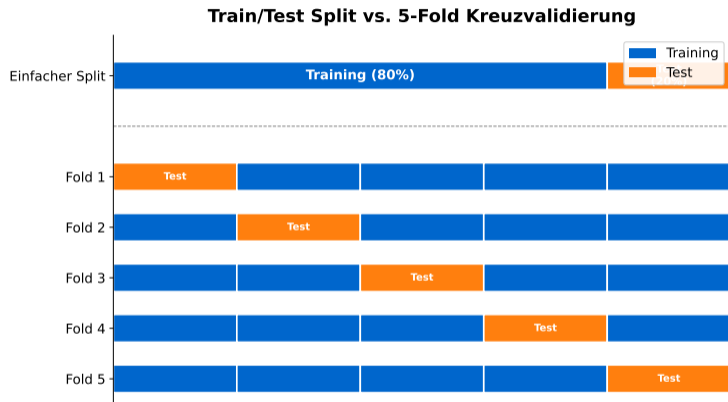 Train/Test Split vs. 5-Fold Kreuzvalidierung
Training
Test
Einfacher Split
Training (80%)
Fold 1
Test
Fold 2
Test
Fold 3
Test
Fold 4
Test
Fold 5
Test